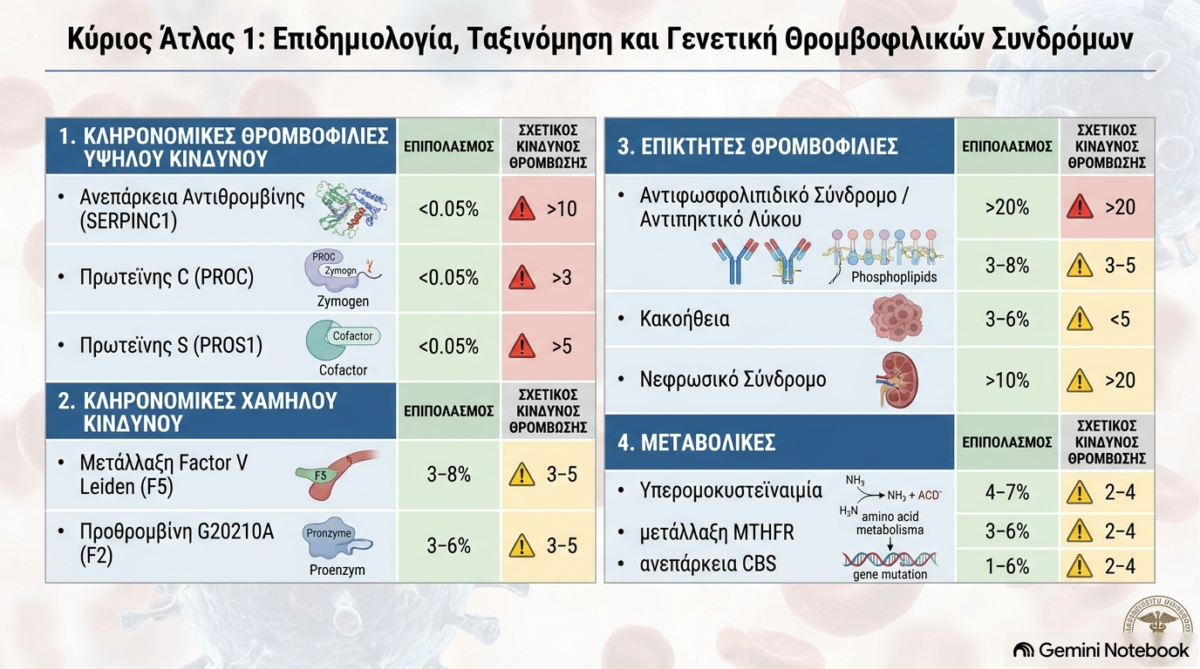 Κύριος Άτλας 1: Επιδημιολογία, Ταξινόμηση και Γενετική Θρομβοφιλικών Συνδρόμων
1. ΚΛΗΡΟΝΟΜΙΚΕΣ ΘΡΟΜΒΟΦΙΛΙΕΣ
ΥΨΗΛΟΥ ΚΙΝΔΥΝΟΥ
ΕΠΙΠΟΛΑΣΜΟΣ
ΣΧΕΤΙΚΟΣ
ΚΙΝΔΥΝΟΣ
ΘΡΟΜΒΩΣΗΣ
• Ανεπάρκεια Αντιθρομβίνης
(SERPINC1)
<0.05%
>10
• Πρωτεΐνης C (PROC)
PROC
Zymogn
Zymogen
<0.05%
>3
• Πρωτεΐνης S (PROS1)
Cofactor
Cofactor
<0.05%
>5
2. ΚΛΗΡΟΝΟΜΙΚΕΣ ΧΑΜΗΛΟΥ
ΚΙΝΔΥΝΟΥ
ΕΠΙΠΟΛΑΣΜΟΣ
ΣΧΕΤΙΚΟΣ
ΚΙΝΔΥΝΟΣ
ΘΡΟΜΒΩΣΗΣ
• Μετάλλαξη Factor V
Leiden (F5)
F5
3–8%
3–5
• Προθρομβίνη G20210A
(F2)
Pronzyme
Proenzym
3–6%
3–5
3. ΕΠΙΚΤΗΤΕΣ ΘΡΟΜΒΟΦΙΛΙΕΣ
ΕΠΙΠΟΛΑΣΜΟΣ
ΣΧΕΤΙΚΟΣ
ΚΙΝΔΥΝΟΣ
ΘΡΟΜΒΩΣΗΣ
• Αντιφωσφολιπιδικό Σύνδρομο /
Αντιπηκτικό Λύκου
>20%
>20
Phosphoplipids
3–8%
3–5
• Κακοήθεια
3–6%
<5
• Νεφρωσικό Σύνδρομο
>10%
>20
4. ΜΕΤΑΒΟΛΙΚΕΣ
ΕΠΙΠΟΛΑΣΜΟΣ
ΣΧΕΤΙΚΟΣ
ΚΙΝΔΥΝΟΣ
ΘΡΟΜΒΩΣΗΣ
• Υπερομοκυστεϊναιμία
4–7%
2–4
• μετάλλαξη MTHFR
3–6%
2–4
• ανεπάρκεια CBS
1–6%
2–4
NH₃
NH₃ + ACD⁻
H₃N
amino acid
metabolisma
gene mutation
Gemini Notebook